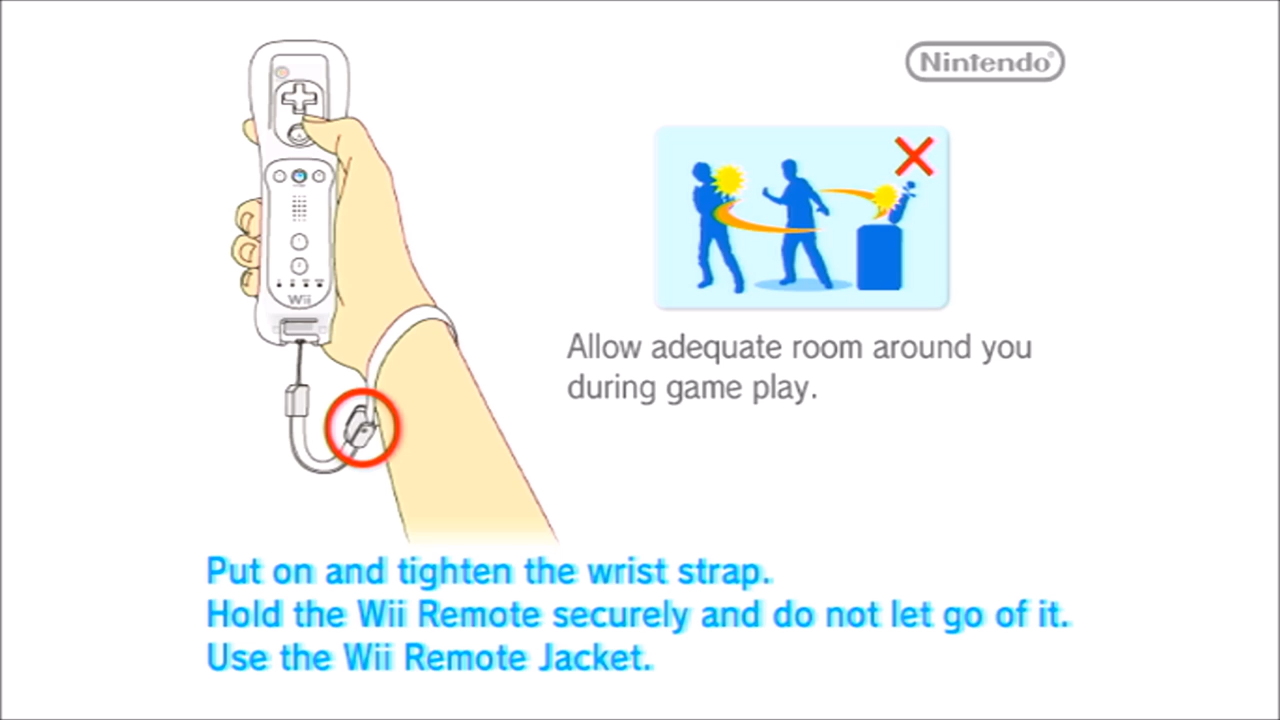 Nintendo®
Allow adequate room around you
during game play.
Wii
Put on and tighten the wrist strap.
Hold the Wii Remote securely and do not let go of it.
Use the Wii Remote Jacket.